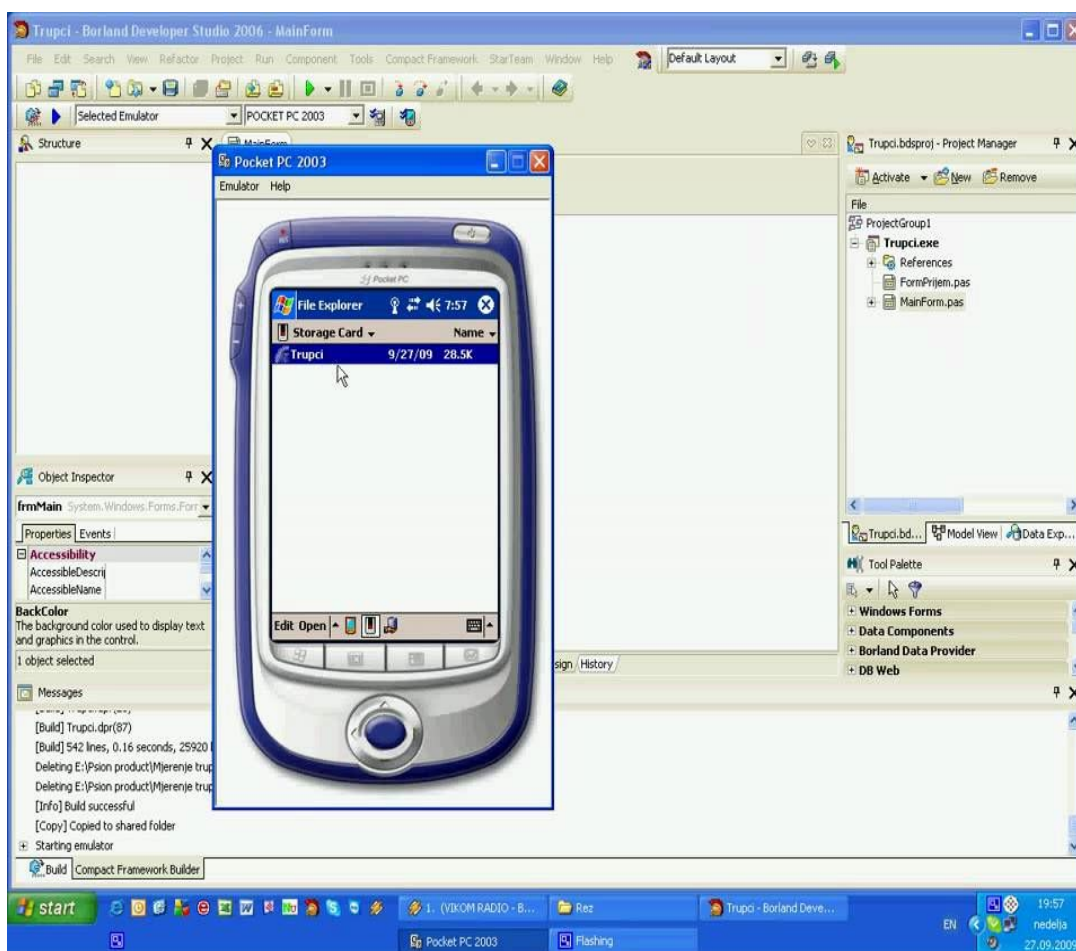 Trupci - Borland Developer Studio 2006 - MainForm
File Edit Search View Refactor Project Run Component Tools Compact Framework StarTeam Window Help
Default Layout
Selected Emulator
POCKET PC 2003
Structure
MainForm
Pocket PC 2003
Emulator Help
Pocket PC
File Explorer 7:57
Storage Card
Name
Trupci 9/27/09 28.5K
Edit Open
Trupci.bdsproj - Project Manager
Activate New Remove
File
ProjectGroup1
Trupci.exe
References
FormPrijem.pas
MainForm.pas
Trupci.bd... Model View Data Exp...
Tool Palette
Windows Forms
Data Components
Borland Data Provider
DB Web
Object Inspector
frmMain System.Windows.Forms.Forr
Properties Events
Accessibility
AccessibleDescrij
AccessibleName
BackColor
The background color used to display text
and graphics in the control.
1 object selected
sign History
Messages
[Build] Trupci.dpr(87)
[Build] 542 lines, 0.16 seconds, 25920
Deleting E:\Psion product\Mjerenje trup
Deleting E:\Psion product\Mjerenje trup
[Info] Build successful
[Copy] Copied to shared folder
Starting emulator
Build Compact Framework Builder
start
1. (VIKOM RADIO - B...
Rez
Trupci - Borland Deve...
Pocket PC 2003
Flashing
EN
19:57
nedelja
27.09.2009